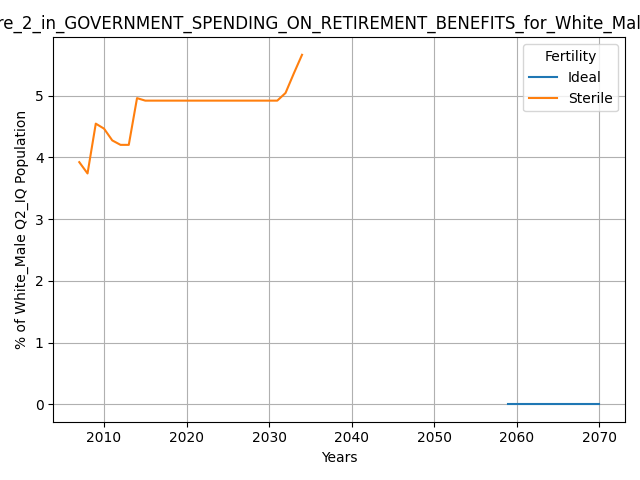 re_2_in_GOVERNMENT_SPENDING_ON_RETIREMENT_BENEFITS_for_White_Mal
Fertility
Ideal
Sterile
% of White_Male Q2_IQ Population
5
4
3
2
1
0
2010 2020 2030 2040 2050 2060 2070
Years